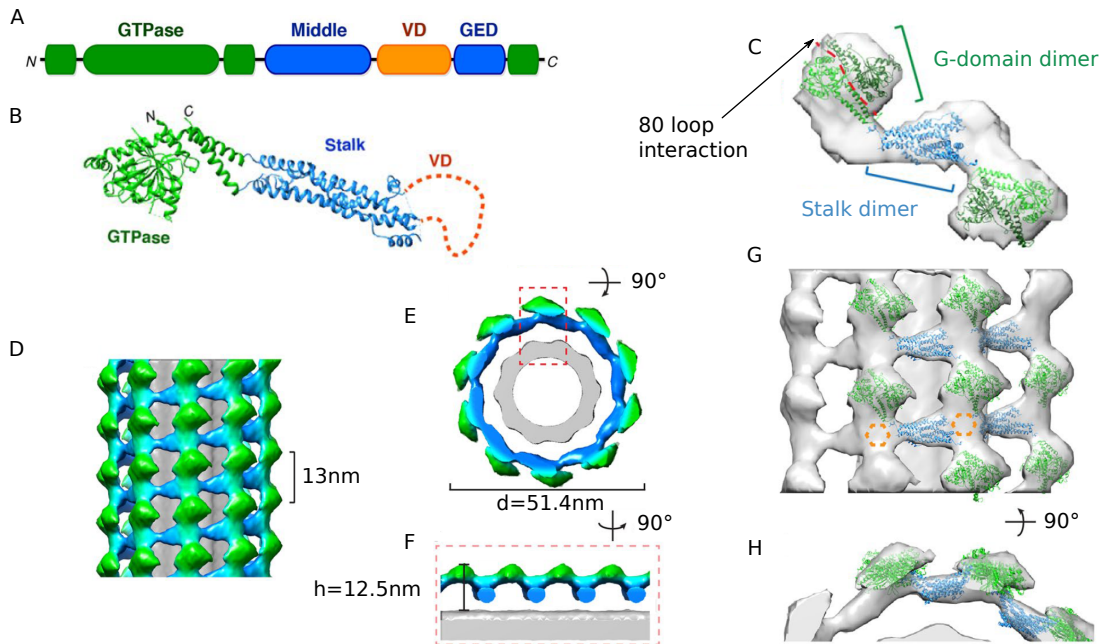 A
GTPase
Middle
VD
GED
N
C
B
N
C
Stalk
VD
GTPase
C
G-domain dimer
80 loop
interaction
Stalk dimer
D
13nm
E
90°
d=51.4nm
90°
F
h=12.5nm
G
90°
H